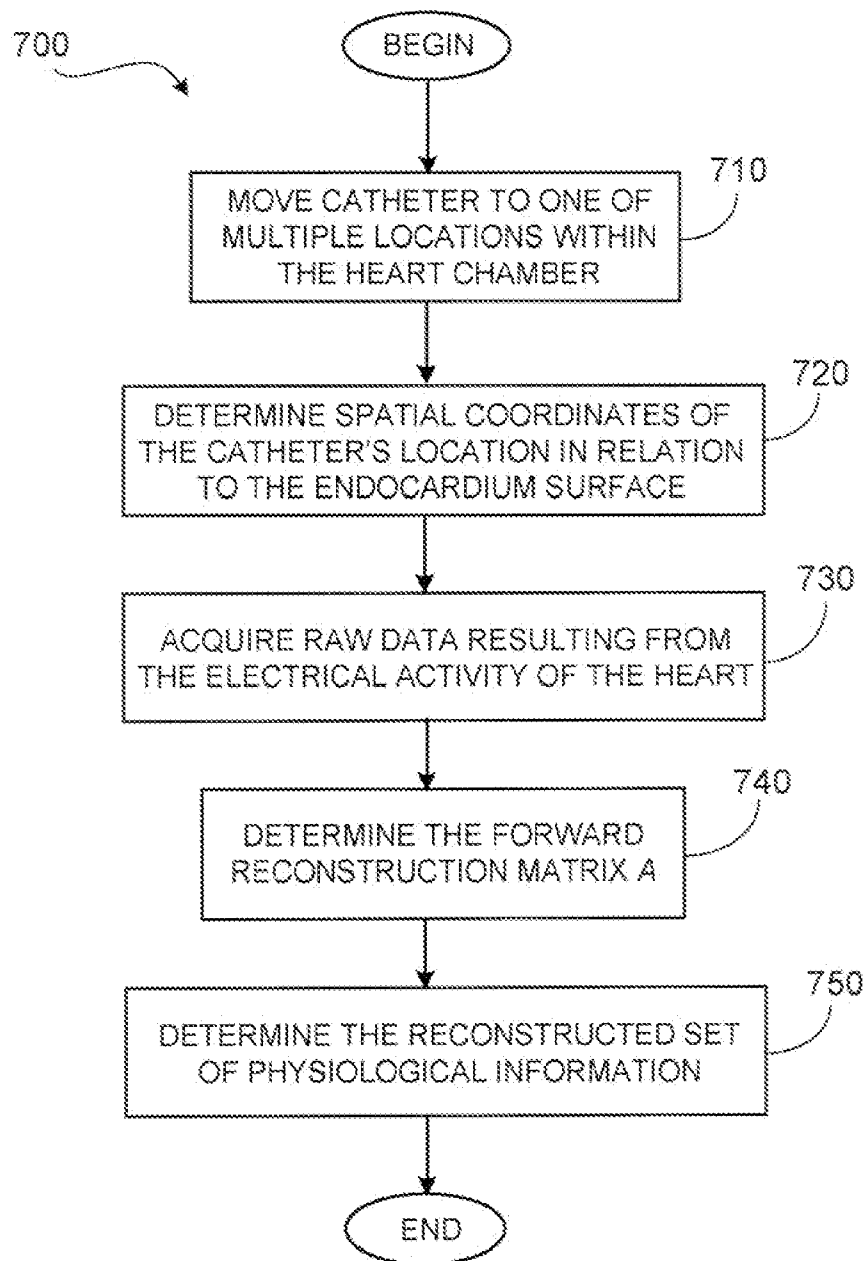 700
BEGIN
710
MOVE CATHETER TO ONE OF
MULTIPLE LOCATIONS WITHIN
THE HEART CHAMBER
720
DETERMINE SPATIAL COORDINATES OF
THE CATHETER'S LOCATION IN RELATION
TO THE ENDOCARDIUM SURFACE
730
ACQUIRE RAW DATA RESULTING FROM
THE ELECTRICAL ACTIVITY OF THE HEART
740
DETERMINE THE FORWARD
RECONSTRUCTION MATRIX A
750
DETERMINE THE RECONSTRUCTED SET
OF PHYSIOLOGICAL INFORMATION
END